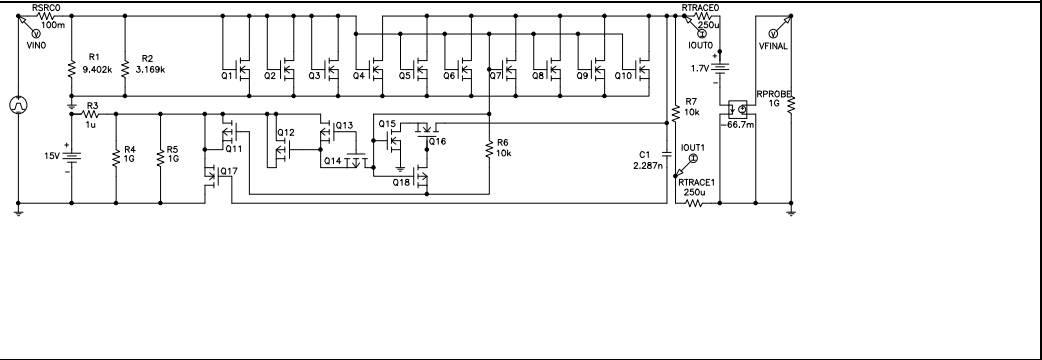 RSRC0
100m
V
VIN0
R1
9.402k
R2
3.169k
Q1
Q2
Q3
Q4
Q5
Q6
Q7
Q8
Q9
Q10
RTRACE0
250u
I
IOUT0
V
VFINAL
1.7V
+
−
RPROBE
1G
−66.7m
R7
10k
R3
1u
15V
+
−
R4
1G
R5
1G
Q11
Q17
Q12
Q13
Q14
Q15
Q16
Q18
R6
10k
C1
2.287n
IOUT1
I
RTRACE1
250u